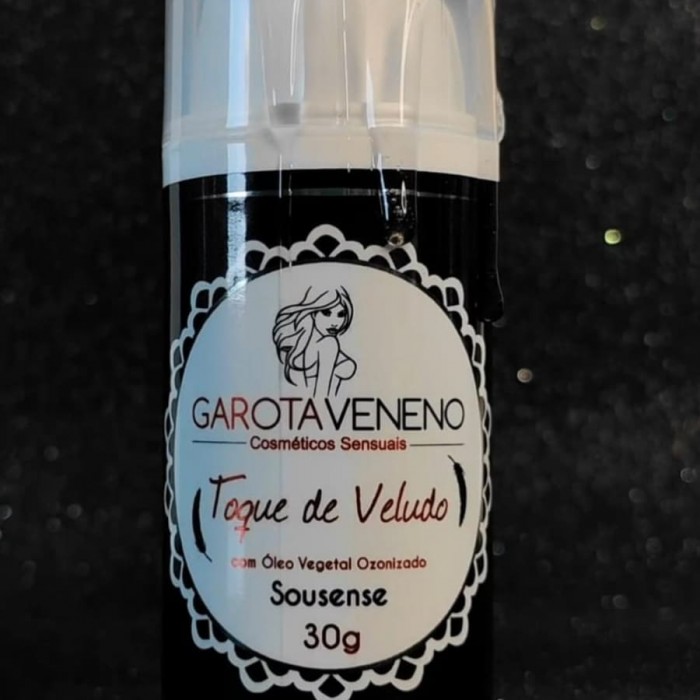 GAROTAVENENO
Cosméticos Sensuais
Toque de Veludo
com Óleo Vegetal Ozonizado
Sousense
30g